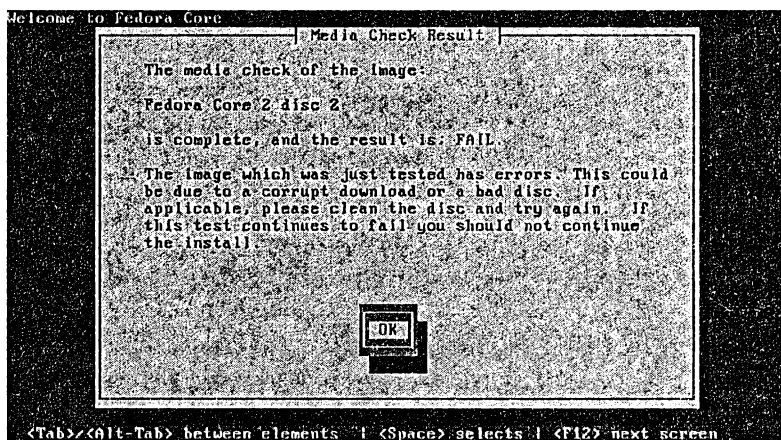 Welcome to Fedora Core
Media Check Result
The media check of the image:
Fedora Core 2 disc 2
is complete, and the result is: FAIL.
The image which was just tested has errors. This could
be due to a corrupt download or a bad disc. If
applicable, please clean the disc and try again. If
this test continues to fail you should not continue
the install.
OK
<Tab>/<Alt-Tab> between elements | <Space> selects | <F12> next screen